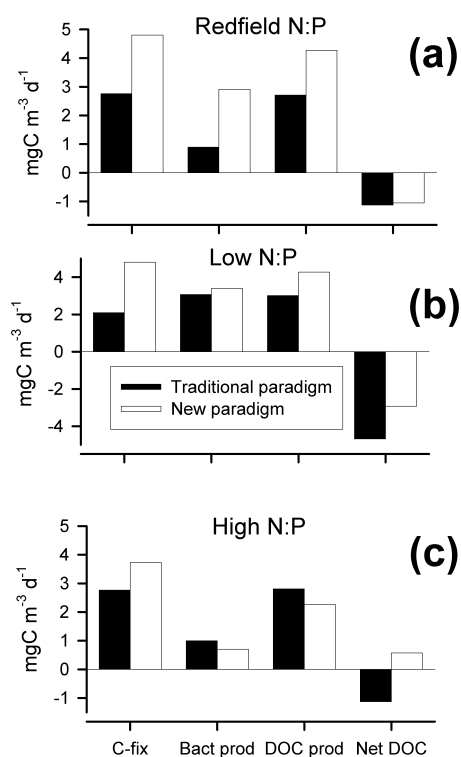 Redfield N:P
(a)
mgC m-3 d-1
5
4
3
2
1
0
-1
Low N:P
(b)
mgC m-3 d-1
4
2
0
-2
-4
Traditional paradigm
New paradigm
High N:P
(c)
mgC m-3 d-1
5
4
3
2
1
0
-1
C-fix Bact prod DOC prod Net DOC